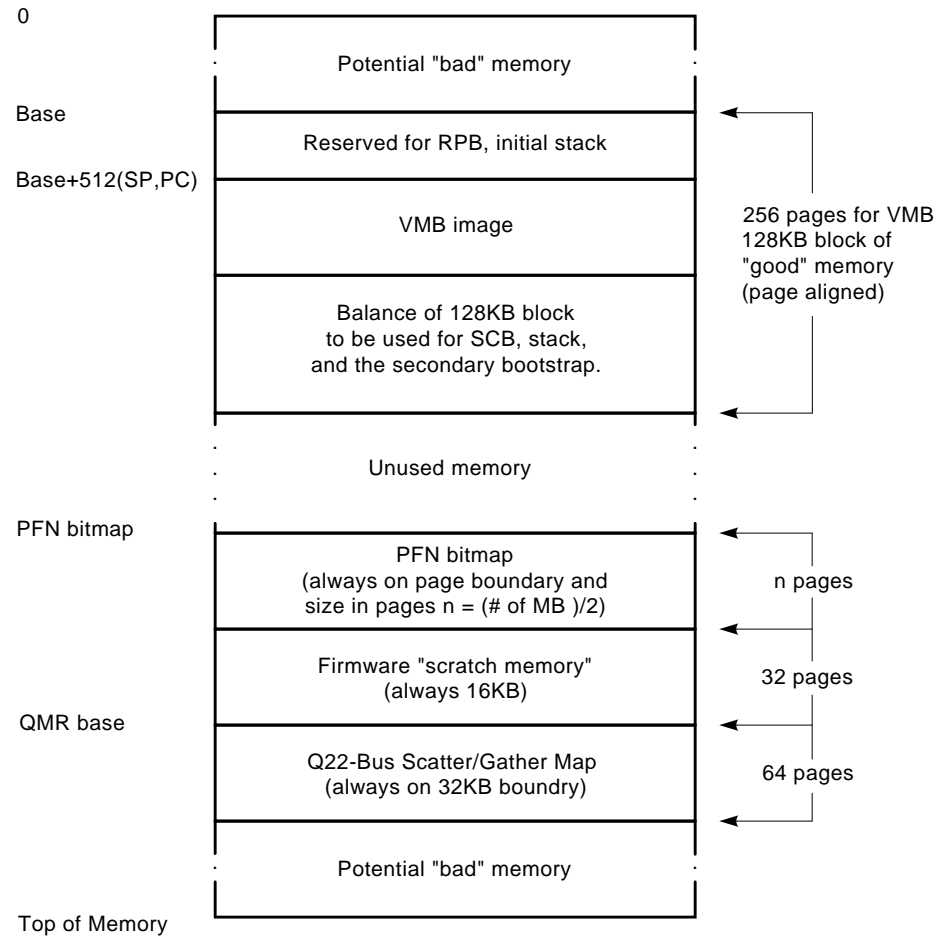 0
Potential "bad" memory
Base
Reserved for RPB, initial stack
Base+512(SP,PC)
VMB image
256 pages for VMB
128KB block of
"good" memory
(page aligned)
Balance of 128KB block
to be used for SCB, stack,
and the secondary bootstrap.
Unused memory
PFN bitmap
PFN bitmap
(always on page boundary and
size in pages n = (# of MB )/2)
n pages
Firmware "scratch memory"
(always 16KB)
32 pages
QMR base
Q22-Bus Scatter/Gather Map
(always on 32KB boundry)
64 pages
Potential "bad" memory
Top of Memory